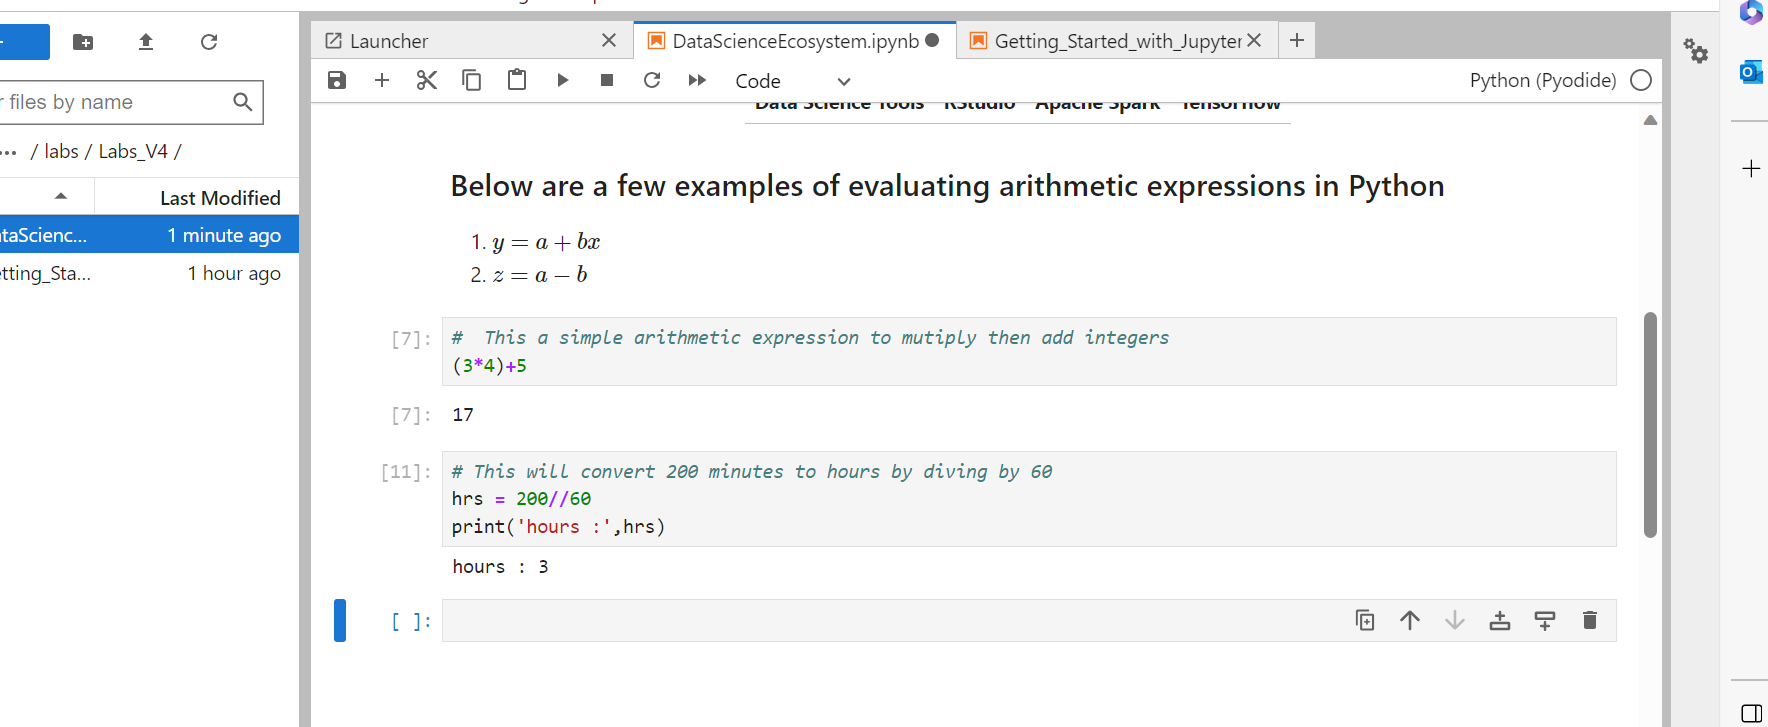 Launcher
DataScienceEcosystem.ipynb
Getting_Started_with_Jupyter
Code
Python (Pyodide)
files by name
/ labs / Labs_V4 /
Last Modified
taScienc... 1 minute ago
tting_Sta... 1 hour ago
Data Science Tools RStudio Apache Spark Tensorflow
Below are a few examples of evaluating arithmetic expressions in Python
1. y = a + bx
2. z = a − b
[7]: #  This a simple arithmetic expression to mutiply then add integers
(3*4)+5
[7]: 17
[11]: # This will convert 200 minutes to hours by diving by 60
hrs = 200//60
print('hours :',hrs)
hours : 3
[ ]: